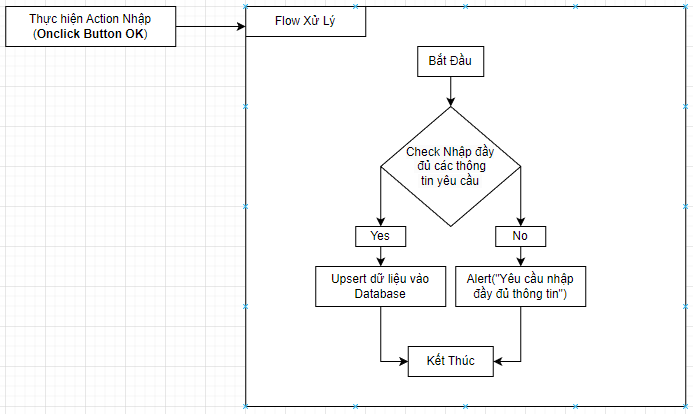 Thực hiện Action Nhập
(Onclick Button OK)
Flow Xử Lý
Bắt Đầu
Check Nhập đầy
đủ các thông
tin yêu cầu
Yes
No
Upsert dữ liệu vào
Database
Alert("Yêu cầu nhập
đầy đủ thông tin")
Kết Thúc